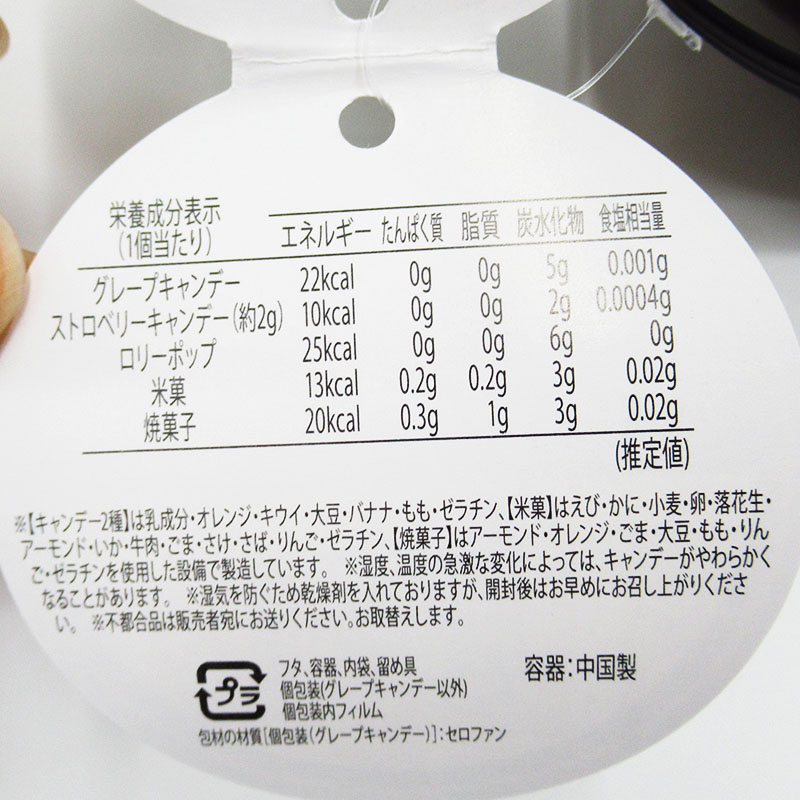 栄養成分表示
(1個当たり) エネルギー たんぱく質 脂質 炭水化物 食塩相当量
グレープキャンデー 22kcal 0g 0g 5g 0.001g
ストロベリーキャンデー(約2g) 10kcal 0g 0g 2g 0.0004g
ロリーポップ 25kcal 0g 0g 6g 0g
米菓 13kcal 0.2g 0.2g 3g 0.02g
焼菓子 20kcal 0.3g 1g 3g 0.02g
(推定値)
※【キャンデー2種】は乳成分・オレンジ・キウイ・大豆・バナナ・もも・ゼラチン、【米菓】はえび・かに・小麦・卵・落花生・
アーモンド・いか・牛肉・ごま・さけ・さば・りんご・ゼラチン、【焼菓子】はアーモンド・オレンジ・ごま・大豆・もも・りん
ご・ゼラチンを使用した設備で製造しています。 ※湿度、温度の急激な変化によっては、キャンデーがやわらかく
なることがあります。 ※湿気を防ぐため乾燥剤を入れておりますが、開封後はお早めにお召し上がりくださ
い。 ※不都合品は販売者宛にお送りください。お取替えします。
プラ
フタ、容器、内袋、留め具
個包装(グレープキャンデー以外)
個包装内フィルム
容器:中国製
包材の材質[個包装(グレープキャンデー)]:セロファン